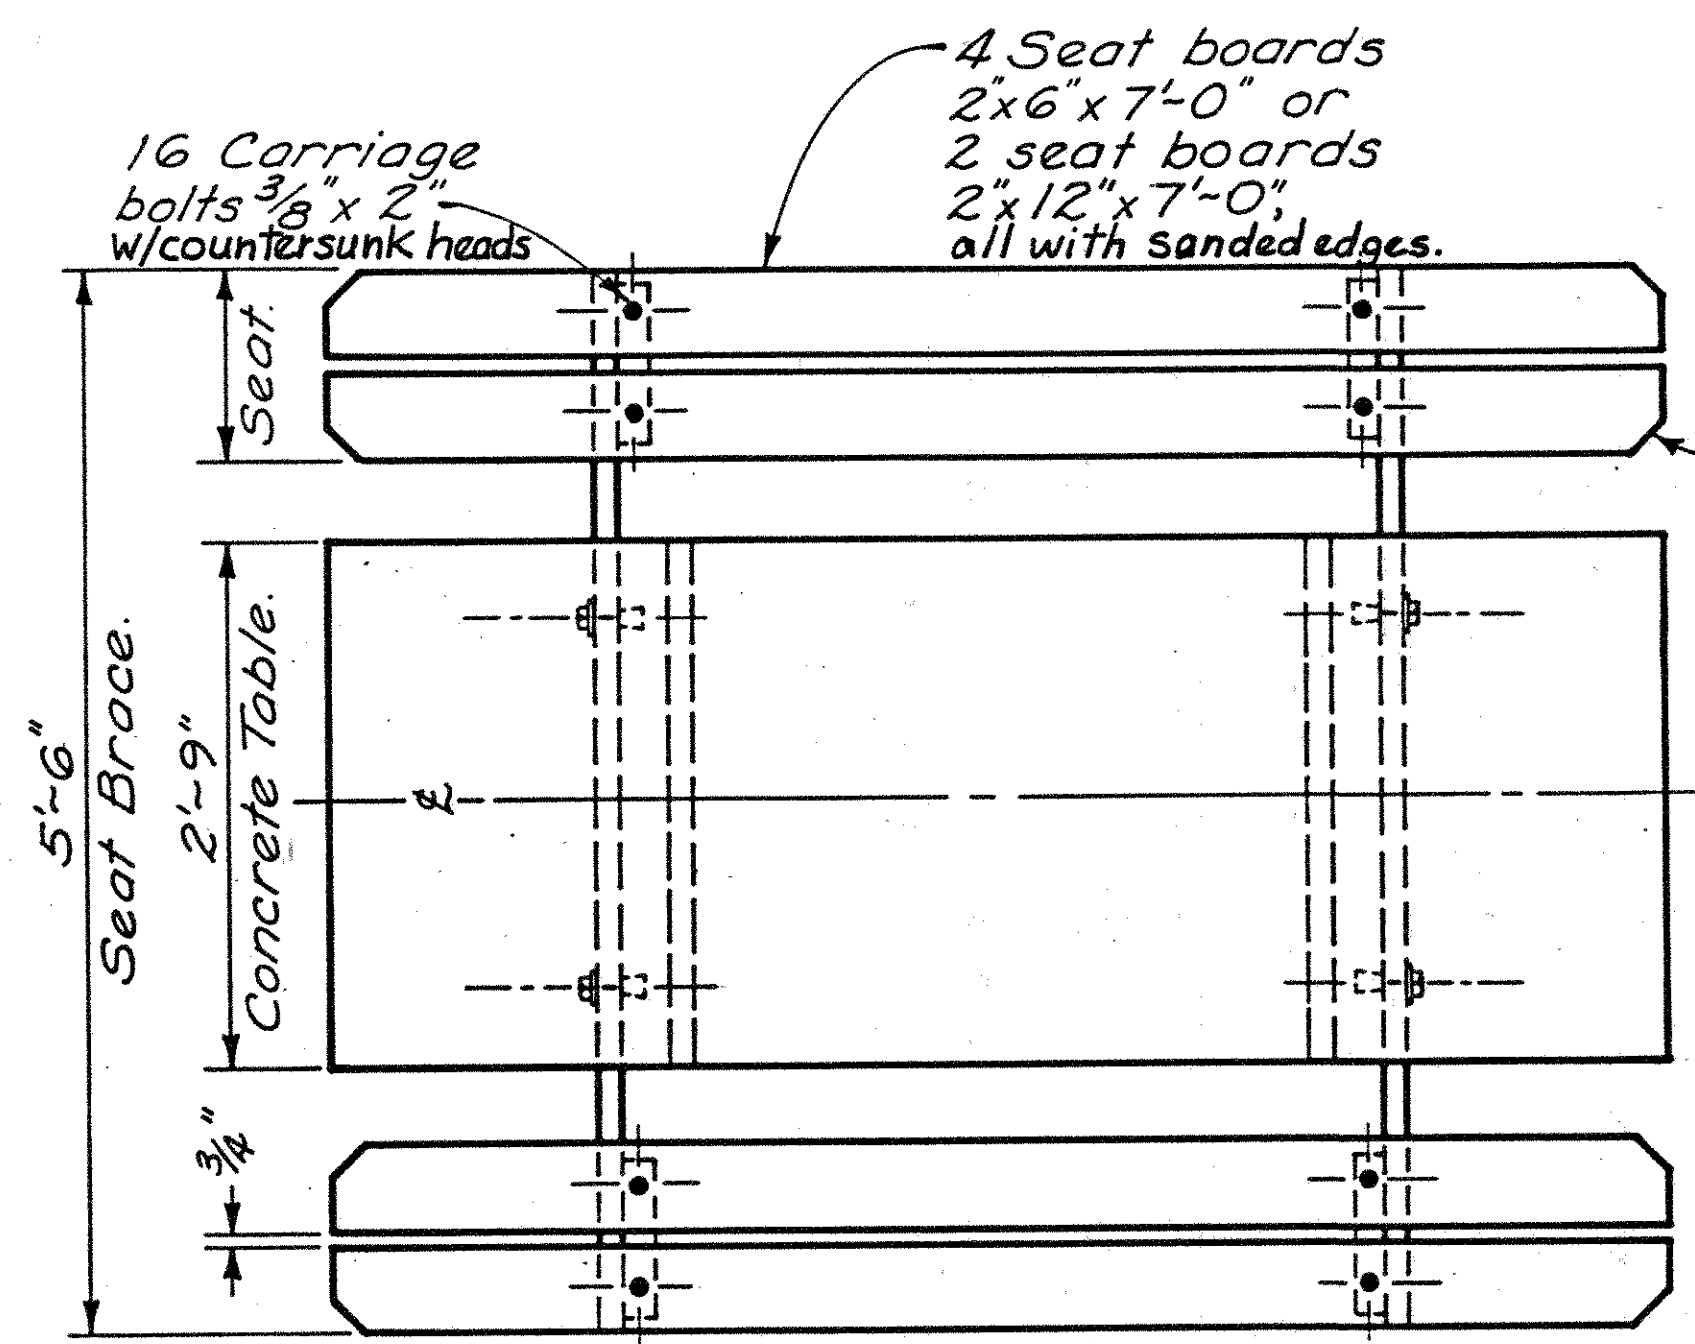 4 Seat boards
2"x6"x 7'-0" or
2 seat boards
2"x12"x7'-0",
all with sanded edges.
16 Carriage
bolts 3/8" x 2"
w/countersunk heads
Seat.
5'-6"
Seat Brace.
2'-9"
Concrete Table.
℄
3/4"